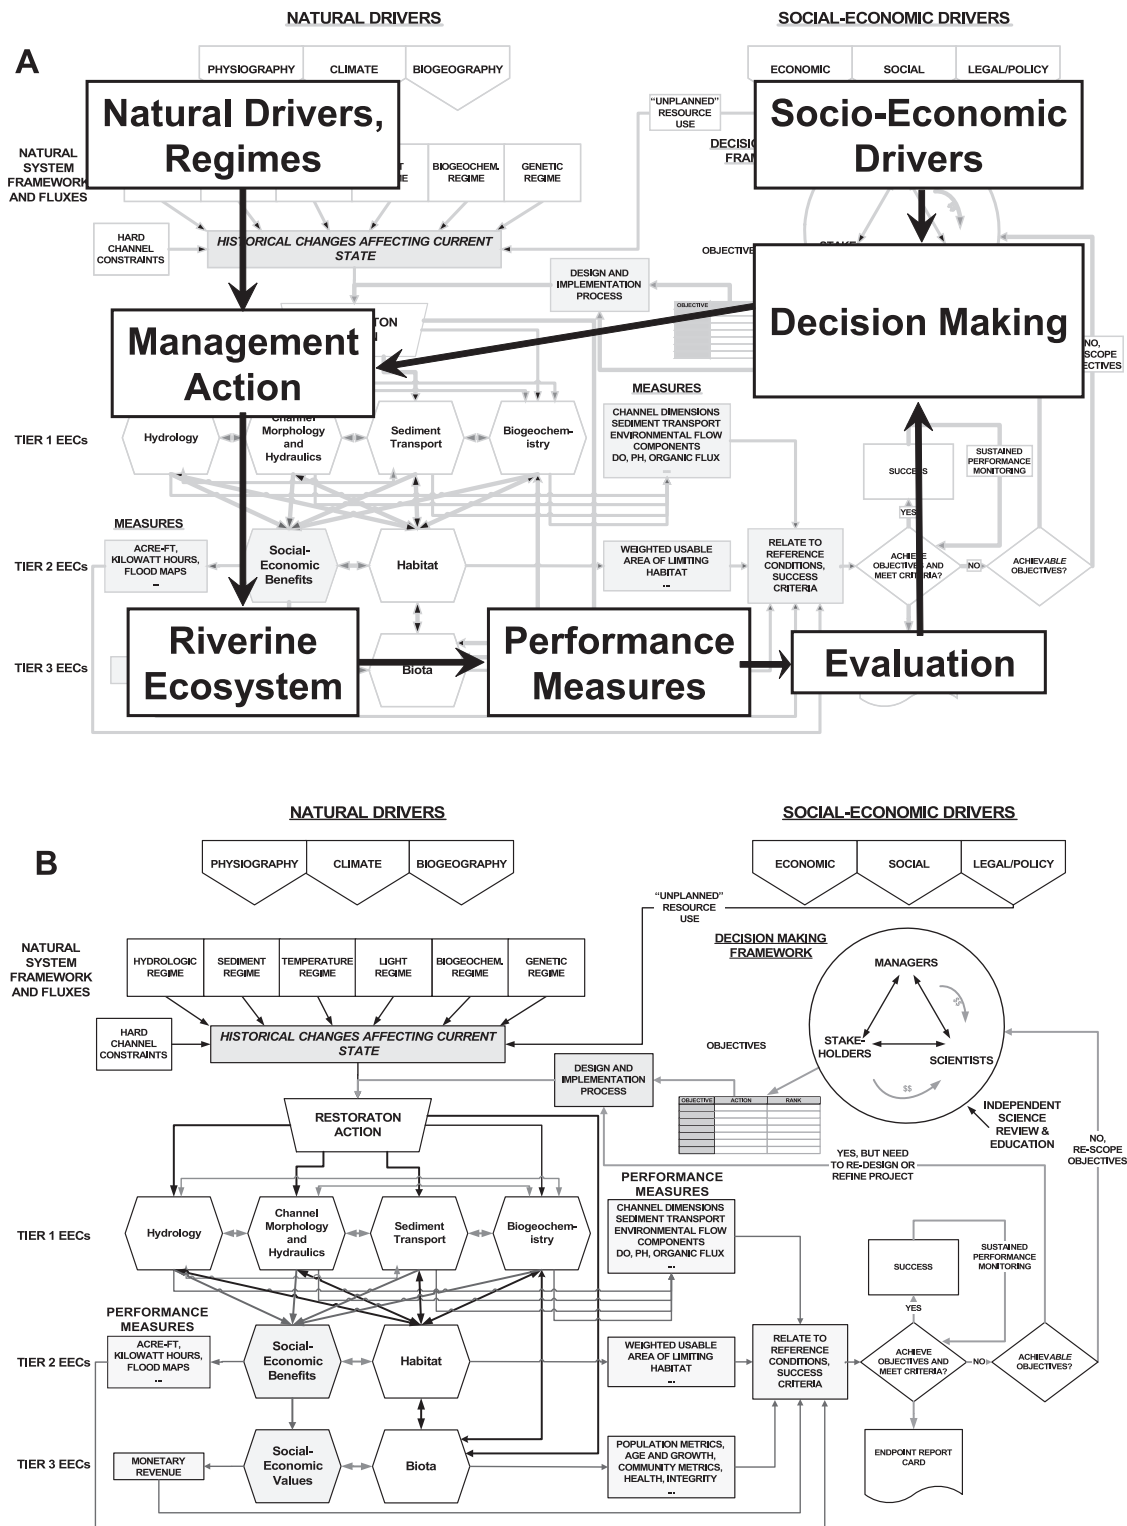 NATURAL DRIVERS
SOCIAL-ECONOMIC DRIVERS
A
PHYSIOGRAPHY
CLIMATE
BIOGEOGRAPHY
ECONOMIC
SOCIAL
LEGAL/POLICY
Natural Drivers,
Regimes
"UNPLANNED"
RESOURCE
USE
Socio-Economic
Drivers
NATURAL
SYSTEM
FRAMEWORK
AND FLUXES
BIOGEOCHEM.
REGIME
GENETIC
REGIME
HARD
CHANNEL
CONSTRAINTS
HISTORICAL CHANGES AFFECTING CURRENT
STATE
DESIGN AND
IMPLEMENTATION
PROCESS
OBJECTIVE
Management
Action
Decision Making
NO,
MEASURES
CHANNEL DIMENSIONS
SEDIMENT TRANSPORT
ENVIRONMENTAL FLOW
COMPONENTS
DO, PH, ORGANIC FLUX
...
TIER 1 EECs
Hydrology
Channel
Morphology
and
Hydraulics
Sediment
Transport
Biogeochem-
istry
SUCCESS
SUSTAINED
PERFORMANCE
MONITORING
YES
MEASURES
ACRE-FT,
KILOWATT HOURS,
FLOOD MAPS
...
TIER 2 EECs
Social-
Economic
Benefits
Habitat
WEIGHTED USABLE
AREA OF LIMITING
HABITAT
...
RELATE TO
REFERENCE
CONDITIONS,
SUCCESS
CRITERIA
ACHIEVE
OBJECTIVES AND
MEET CRITERIA?
NO
ACHIEVABLE
OBJECTIVES?
TIER 3 EECs
Riverine
Ecosystem
Biota
Performance
Measures
Evaluation
NATURAL DRIVERS
SOCIAL-ECONOMIC DRIVERS
B
PHYSIOGRAPHY
CLIMATE
BIOGEOGRAPHY
ECONOMIC
SOCIAL
LEGAL/POLICY
"UNPLANNED"
RESOURCE
USE
NATURAL
SYSTEM
FRAMEWORK
AND FLUXES
HYDROLOGIC
REGIME
SEDIMENT
REGIME
TEMPERATURE
REGIME
LIGHT
REGIME
BIOGEOCHEM.
REGIME
GENETIC
REGIME
DECISION MAKING
FRAMEWORK
MANAGERS
$$
STAKE-
HOLDERS
SCIENTISTS
$$
HARD
CHANNEL
CONSTRAINTS
HISTORICAL CHANGES AFFECTING CURRENT
STATE
OBJECTIVES
DESIGN AND
IMPLEMENTATION
PROCESS
OBJECTIVE
ACTION
RANK
RESTORATON
ACTION
INDEPENDENT
SCIENCE
REVIEW &
EDUCATION
NO,
RE-SCOPE
OBJECTIVES
YES, BUT NEED
TO RE-DESIGN OR
REFINE PROJECT
PERFORMANCE
MEASURES
CHANNEL DIMENSIONS
SEDIMENT TRANSPORT
ENVIRONMENTAL FLOW
COMPONENTS
DO, PH, ORGANIC FLUX
...
TIER 1 EECs
Hydrology
Channel
Morphology
and
Hydraulics
Sediment
Transport
Biogeochem-
istry
SUCCESS
SUSTAINED
PERFORMANCE
MONITORING
YES
PERFORMANCE
MEASURES
ACRE-FT,
KILOWATT HOURS,
FLOOD MAPS
...
TIER 2 EECs
Social-
Economic
Benefits
Habitat
WEIGHTED USABLE
AREA OF LIMITING
HABITAT
...
RELATE TO
REFERENCE
CONDITIONS,
SUCCESS
CRITERIA
ACHIEVE
OBJECTIVES AND
MEET CRITERIA?
NO
ACHIEVABLE
OBJECTIVES?
TIER 3 EECs
MONETARY
REVENUE
Social-
Economic
Values
Biota
POPULATION METRICS,
AGE AND GROWTH,
COMMUNITY METRICS,
HEALTH, INTEGRITY
...
ENDPOINT REPORT
CARD